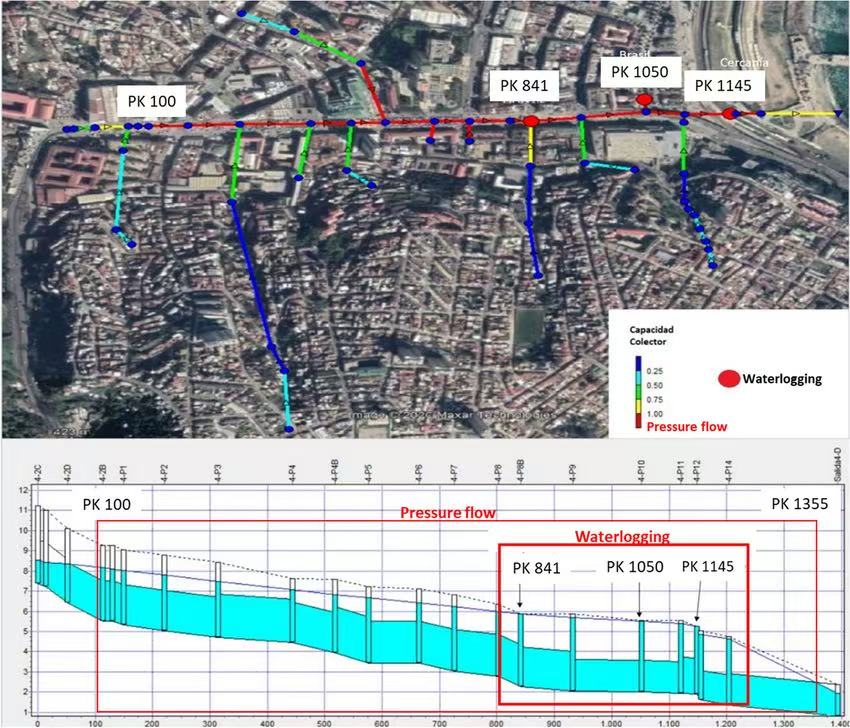 Brasil
Cercanía
PK 1050
PK 841
PK 1145
PK 100
Capacidad
Colector
0.25
0.50
0.75
1.00
Waterlogging
Pressure flow
4-2C
4-2D
4-2B
4-P1
4-P2
4-P3
4-P4
4-P4B
4-P5
4-P6
4-P7
4-P8
4-P8B
4-P9
4-P10
4-P11
4-P12
4-P14
Salida4-D
PK 100
PK 1355
Pressure flow
Waterlogging
PK 841
PK 1050
PK 1145
12
11
10
9
8
7
6
5
4
3
2
1
0
100
200
300
400
500
600
700
800
900
1.000
1.100
1.200
1.300
1.400